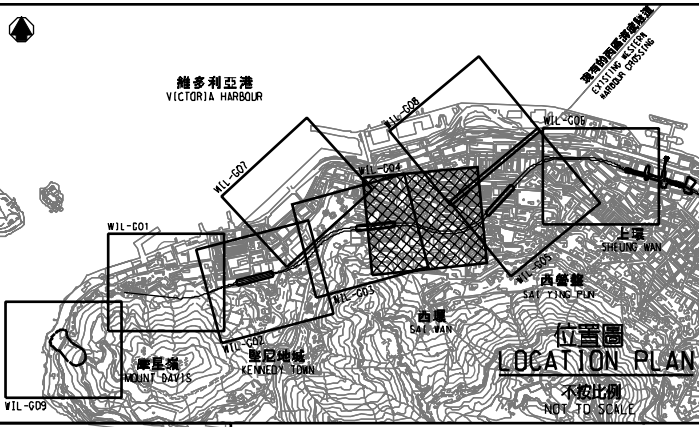 現有的西區海底隧道
EXISTING WESTERN
HARBOUR CROSSING
維多利亞港
VICTORIA HARBOUR
WIL-G08
WIL-G06
WIL-G07
WIL-G04
WIL-G01
上環
SHEUNG WAN
WIL-G05
西營盤
SAI YING PUN
WIL-G03
西環
SAI WAN
WIL-G02
堅尼地城
KENNEDY TOWN
摩星嶺
MOUNT DAVIS
WIL-G09
位置圖
LOCATION PLAN
不按比例
NOT TO SCALE